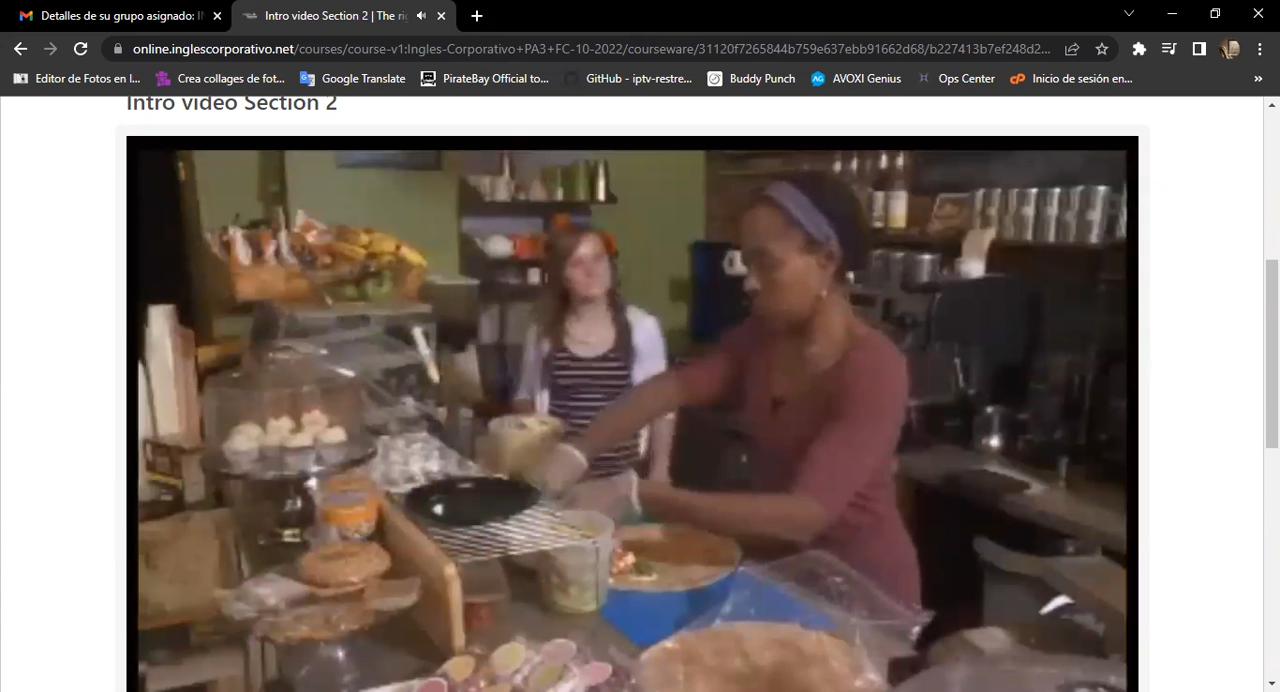 Detalles de su grupo asignado: I
Intro video Section 2 | The ri
online.inglescorporativo.net/courses/course-v1:Ingles-Corporativo+PA3+FC-10-2022/courseware/31120f7265844b759e637ebb91662d68/b227413b7ef248d2...
Editor de Fotos en l...
Crea collages de fot...
Google Translate
PirateBay Official to...
GitHub - iptv-restre...
Buddy Punch
AVOXI Genius
Ops Center
Inicio de sesión en...
»
Intro video Section 2